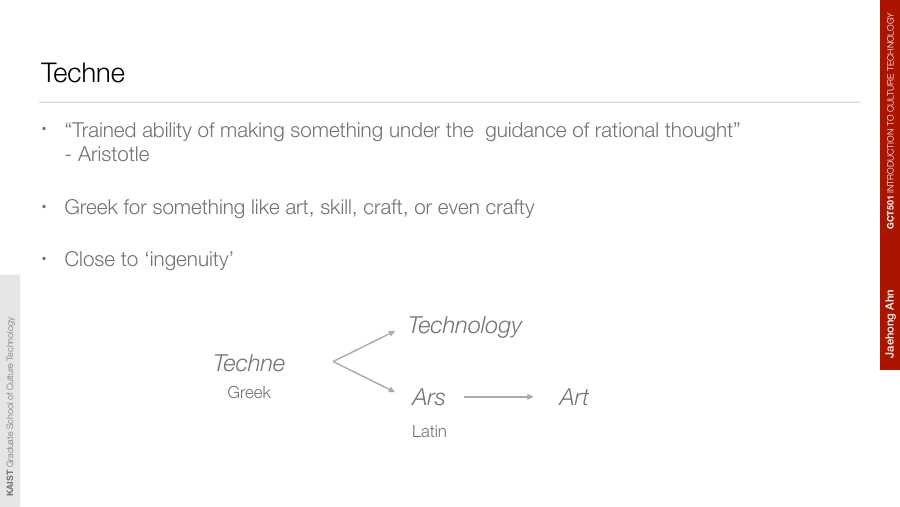 Techne
• “Trained ability of making something under the  guidance of rational thought”
- Aristotle
• Greek for something like art, skill, craft, or even crafty
• Close to ‘ingenuity’
Technology
Techne
Greek
Ars
Art
Latin
GCT501 INTRODUCTION TO CULTURE TECHNOLOGY
Jaehong Ahn
KAIST Graduate School of Culture Technology